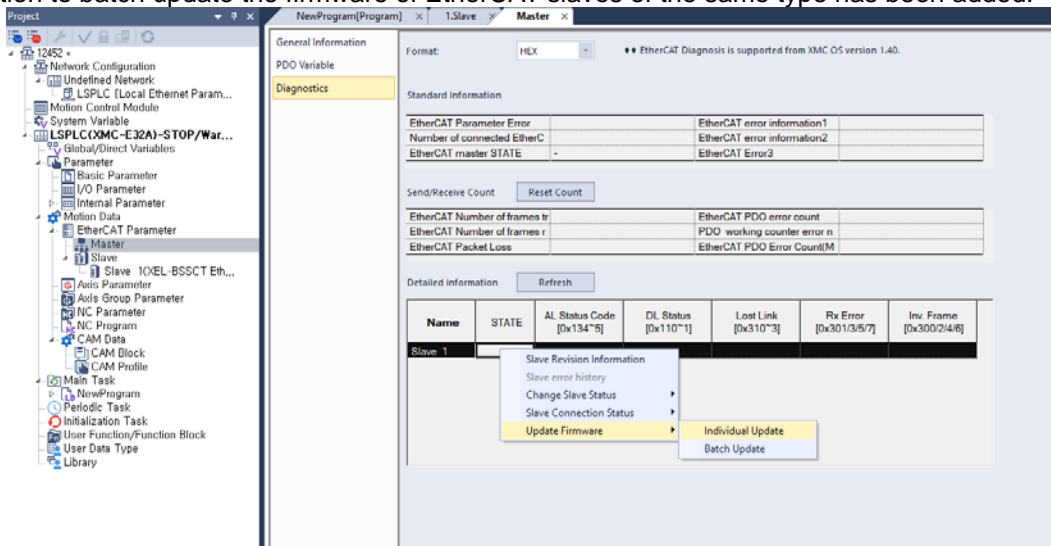 tion to batch update the firmware of EtherCAT slaves of the same type has been added.
Project
12452 *
Network Configuration
Undefined Network
LSPLC [Local Ethernet Param...
Motion Control Module
System Variable
LSPLC(XMC-E32A)-STOP/War...
Global/Direct Variables
Parameter
Basic Parameter
I/O Parameter
Internal Parameter
Motion Data
EtherCAT Parameter
Master
Slave
Slave 1(XEL-BSSCT Eth...
Axis Parameter
Axis Group Parameter
NC Parameter
NC Program
CAM Data
CAM Block
CAM Profile
Main Task
NewProgram
Periodic Task
Initialization Task
User Function/Function Block
User Data Type
Library
NewProgram[Program] × 1.Slave × Master ×
General Information
PDO Variable
Diagnostics
Format: HEX ♦♦ EtherCAT Diagnosis is supported from XMC OS version 1.40.
Standard Information
EtherCAT Parameter Error EtherCAT error information1
Number of connected EtherC EtherCAT error information2
EtherCAT master STATE - EtherCAT Error3
Send/Receive Count Reset Count
EtherCAT Number of frames tr EtherCAT PDO error count
EtherCAT Number of frames r PDO working counter error n
EtherCAT Packet Loss EtherCAT PDO Error Count(M
Detailed information Refresh
Name STATE AL Status Code [0x134~5] DL Status [0x110~1] Lost Link [0x310~3] Rx Error [0x301/3/5/7] Inv. Frame [0x300/2/4/6]
Slave 1
Slave Revision Information
Slave error history
Change Slave Status
Slave Connection Status
Update Firmware
Individual Update
Batch Update